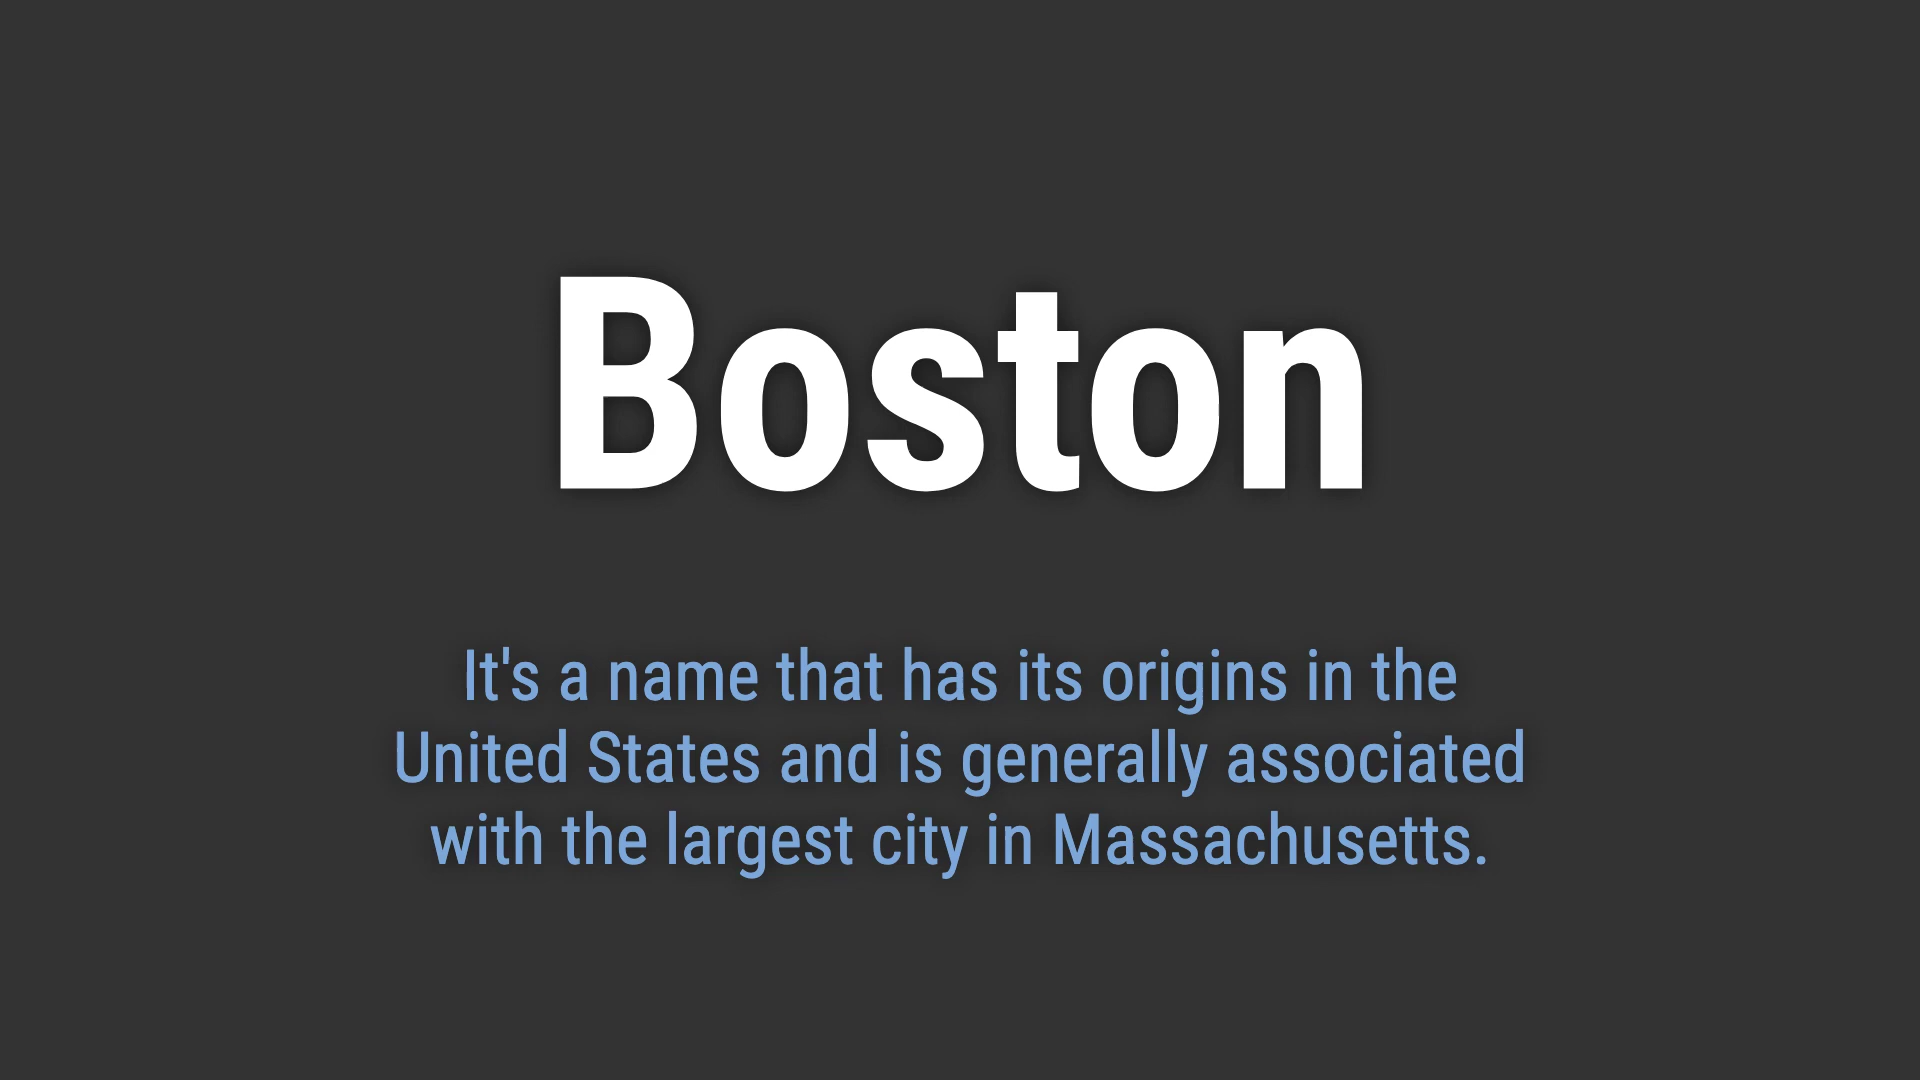 Boston
It's a name that has its origins in the
United States and is generally associated
with the largest city in Massachusetts.